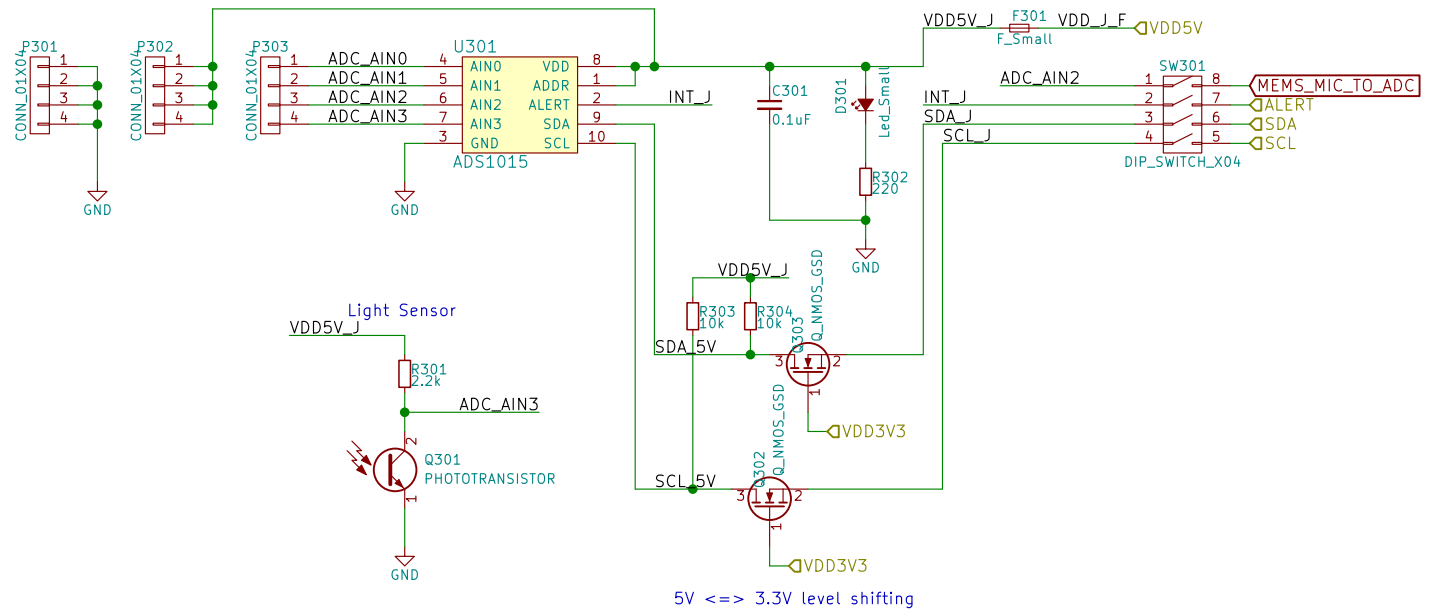 P301
CONN_01X04
1
2
3
4
GND
P302
CONN_01X04
1
2
3
4
P303
CONN_01X04
1
2
3
4
ADC_AIN0
ADC_AIN1
ADC_AIN2
ADC_AIN3
U301
4 AIN0 VDD 8
5 AIN1 ADDR 1
6 AIN2 ALERT 2
7 AIN3 SDA 9
3 GND SCL 10
ADS1015
GND
INT_J
C301
0.1uF
D301
Led_Small
R302
220
GND
VDD5V_J
F301
F_Small
VDD_J_F
VDD5V
SW301
ADC_AIN2 1 8 MEMS_MIC_TO_ADC
INT_J 2 7 ALERT
SDA_J 3 6 SDA
SCL_J 4 5 SCL
DIP_SWITCH_X04
VDD5V_J
R303
10k
R304
10k
SDA_5V
Q303
Q_NMOS_GSD
3
2
1
VDD3V3
SCL_5V
Q302
Q_NMOS_GSD
3
2
1
VDD3V3
5V <=> 3.3V level shifting
Light Sensor
VDD5V_J
R301
2.2k
ADC_AIN3
2
Q301
PHOTOTRANSISTOR
1
GND